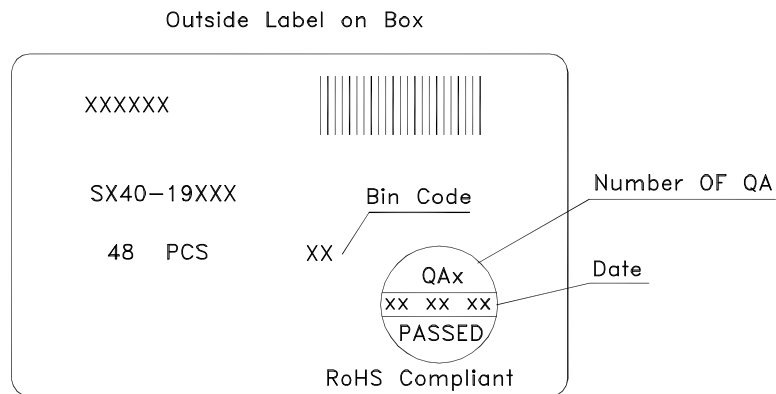 Outside Label on Box
XXXXXX
SX40-19XXX
Bin Code
Number OF QA
48 PCS
XX
QAx
Date
XX XX XX
PASSED
RoHS Compliant